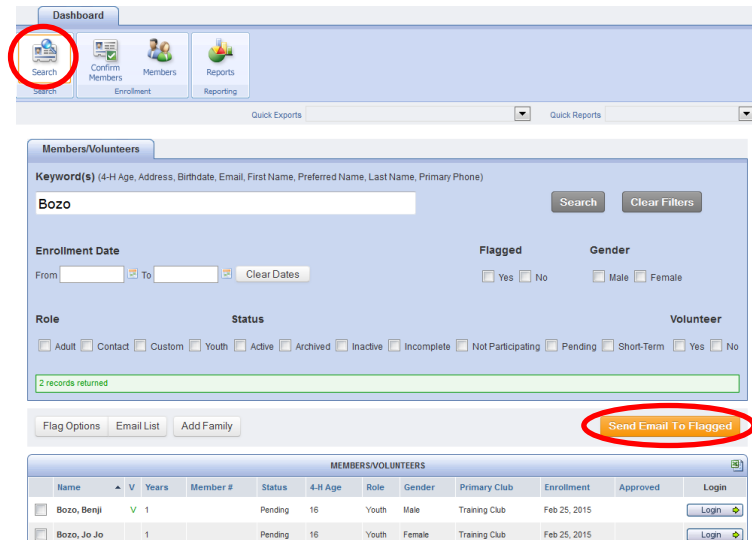 Dashboard
Search
Confirm Members
Members
Reports
Search
Enrollment
Reporting
Quick Exports
Quick Reports
Members/Volunteers
Keyword(s) (4-H Age, Address, Birthdate, Email, First Name, Preferred Name, Last Name, Primary Phone)
Bozo
Search
Clear Filters
Enrollment Date
Flagged
Gender
From To Clear Dates
Yes No
Male Female
Role Status Volunteer
Adult Contact Custom Youth Active Archived Inactive Incomplete Not Participating Pending Short-Term Yes No
2 records returned
Flag Options Email List Add Family Send Email To Flagged
MEMBERS/VOLUNTEERS
Name V Years Member # Status 4-H Age Role Gender Primary Club Enrollment Approved Login
Bozo, Benji V 1 Pending 16 Youth Male Training Club Feb 25, 2015 Login
Bozo, Jo Jo 1 Pending 16 Youth Female Training Club Feb 25, 2015 Login